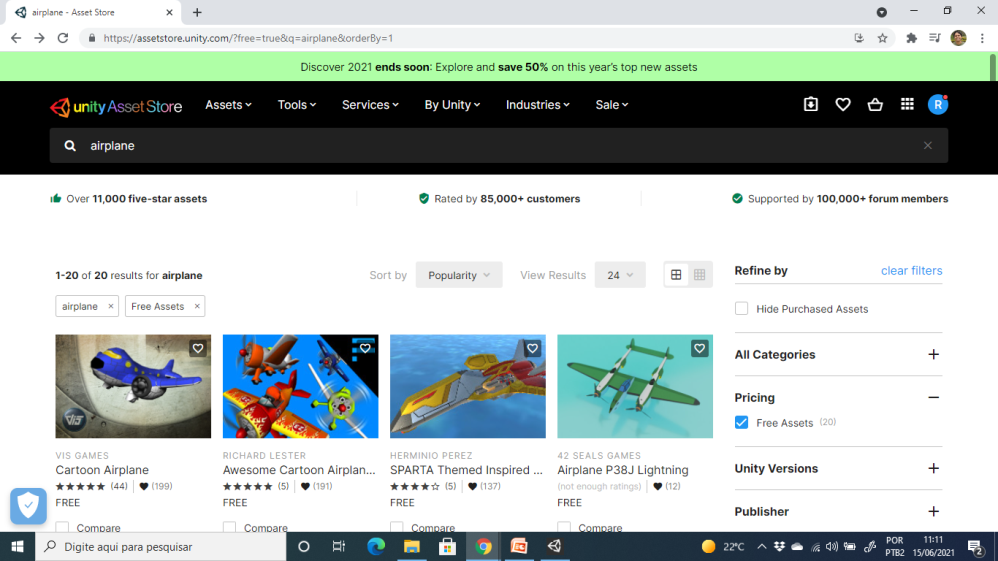 airplane - Asset Store
https://assetstore.unity.com/?free=true&q=airplane&orderBy=1
Discover 2021 ends soon: Explore and save 50% on this year's top new assets
unity Asset Store
Assets
Tools
Services
By Unity
Industries
Sale
R
airplane
Over 11,000 five-star assets
Rated by 85,000+ customers
Supported by 100,000+ forum members
1-20 of 20 results for airplane
Sort by
Popularity
View Results
24
airplane ×
Free Assets ×
Refine by
clear filters
Hide Purchased Assets
All Categories
Pricing
Free Assets (20)
Unity Versions
Publisher
VIS
VIS GAMES
Cartoon Airplane
(44)
(199)
FREE
Compare
RICHARD LESTER
Awesome Cartoon Airplan...
(5)
(191)
FREE
Compare
HERMINIO PEREZ
SPARTA Themed Inspired ...
(5)
(137)
FREE
Compare
42 SEALS GAMES
Airplane P38J Lightning
(not enough ratings)
(12)
FREE
Compare
Digite aqui para pesquisar
22°C
POR
PTB2
11:11
15/06/2021
2